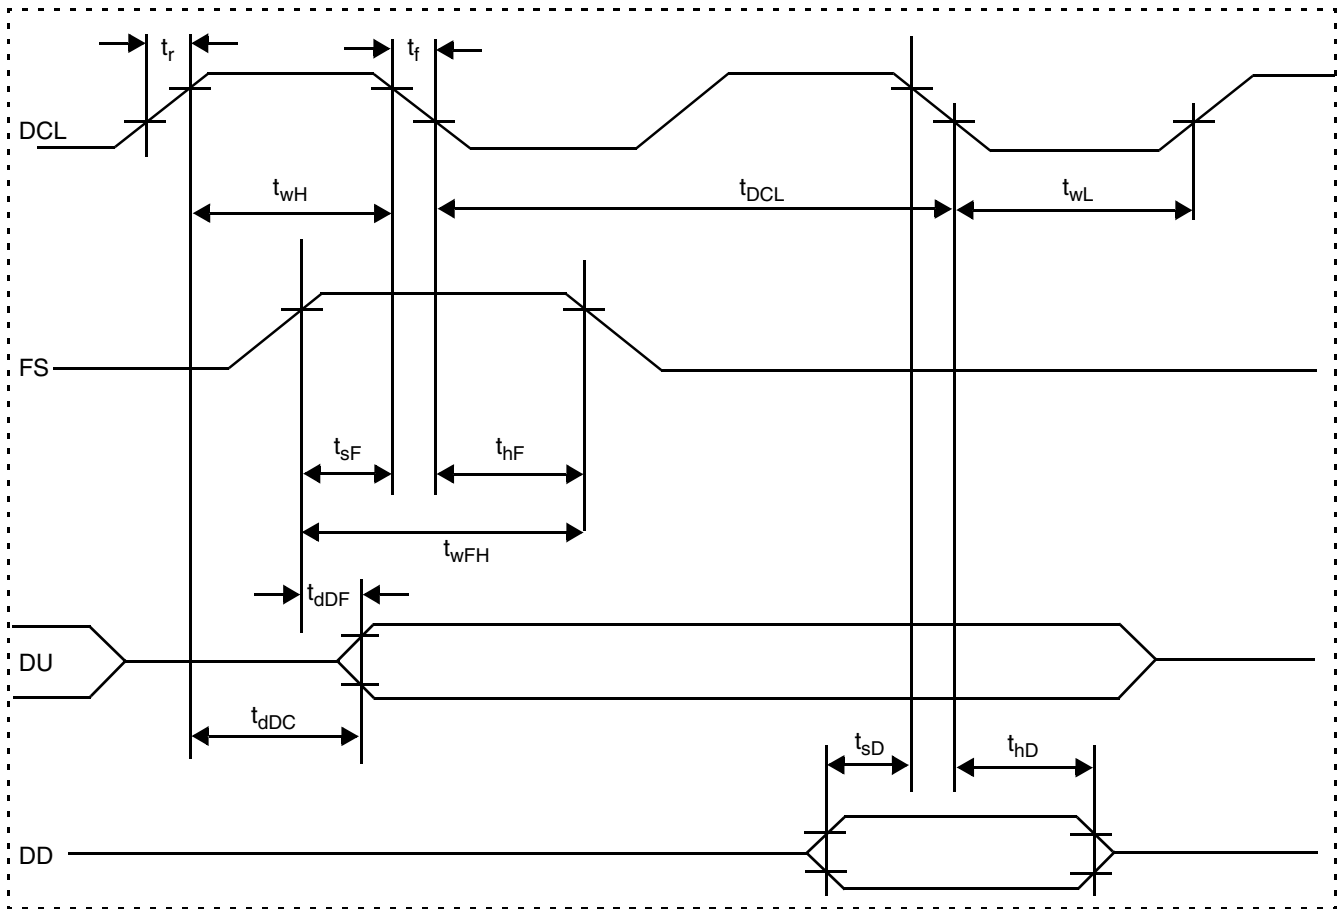 tr
tf
DCL
twH
tDCL
twL
FS
tsF
thF
twFH
tdDF
DU
tdDC
tsD
thD
DD